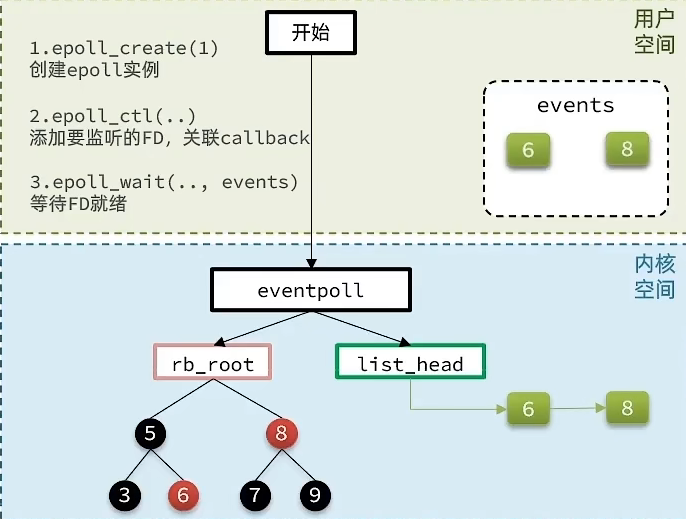 开始
用户
空间
1.epoll_create(1)
创建epoll实例
2.epoll_ctl(..)
添加要监听的FD，关联callback
3.epoll_wait(.., events)
等待FD就绪
events
6
8
内核
空间
eventpoll
rb_root
list_head
6
8
5
8
3
6
7
9